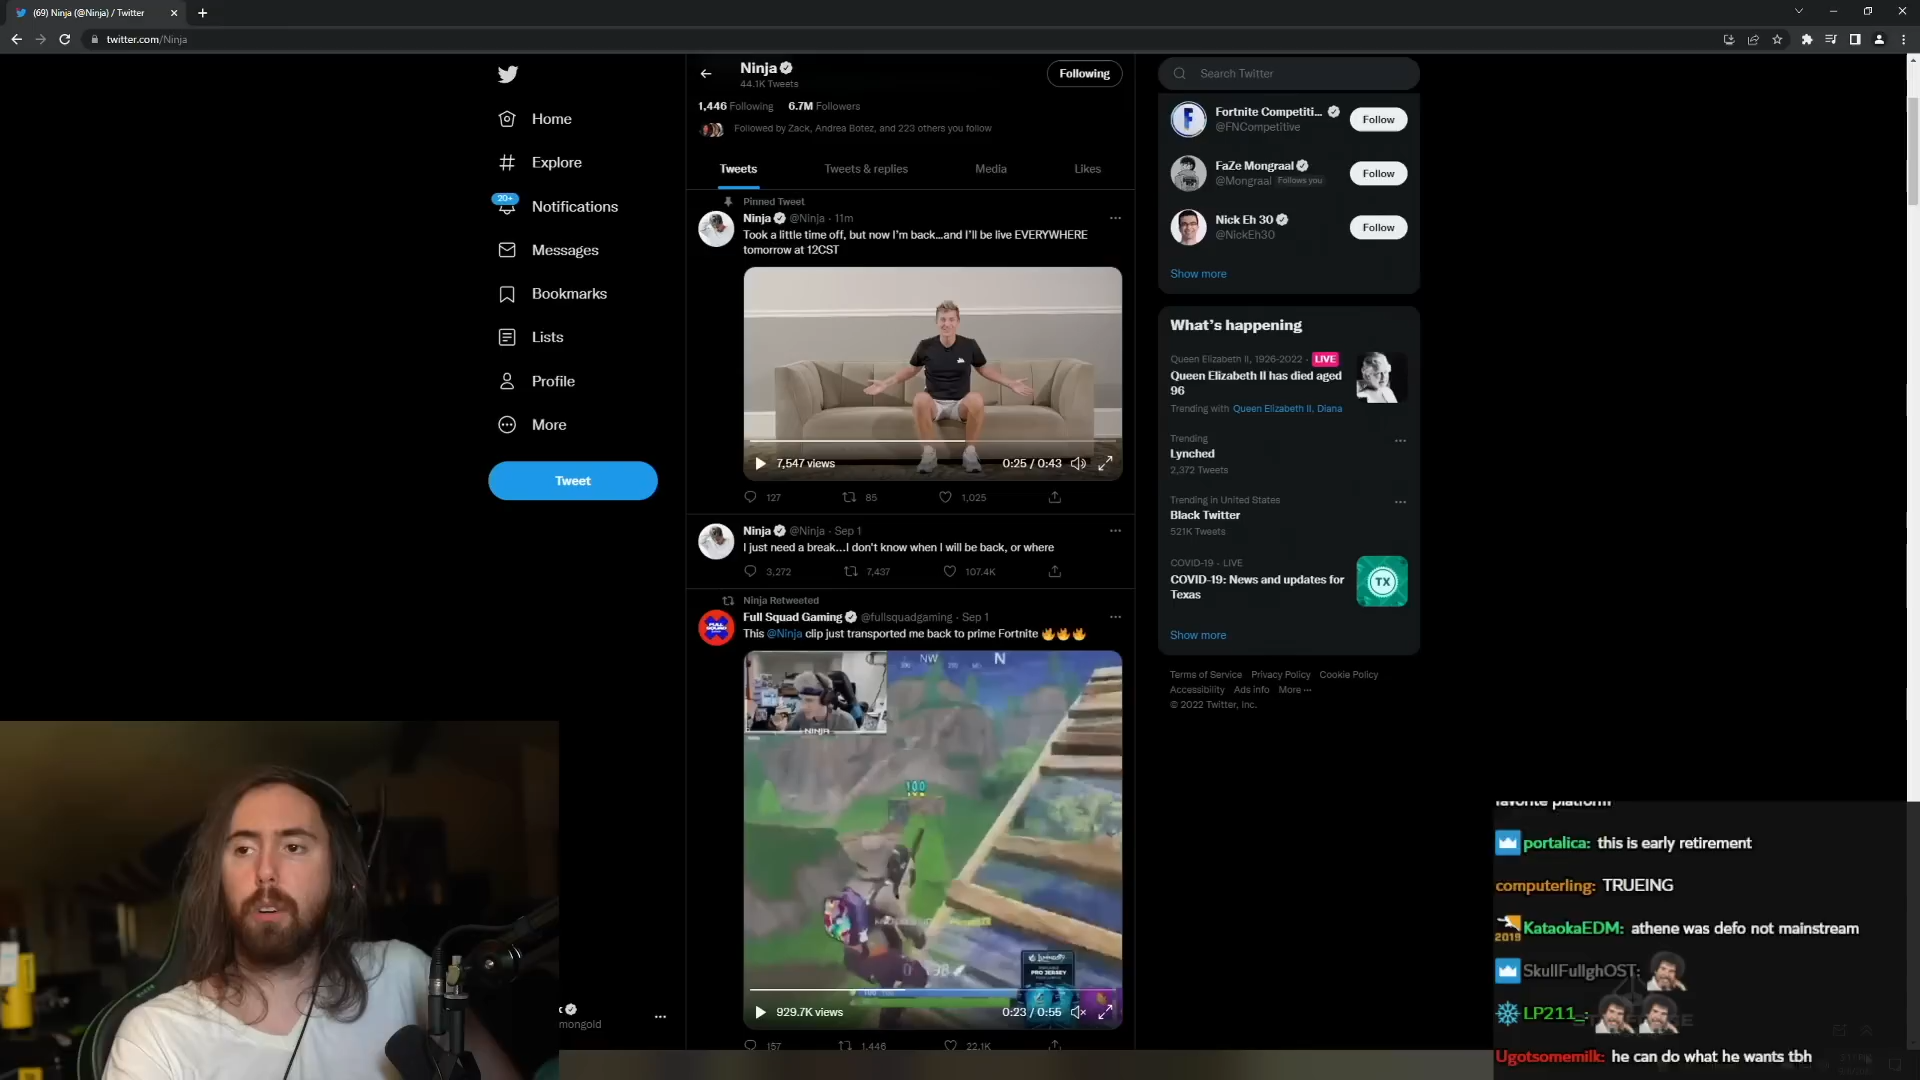 (69) Ninja (@Ninja) / Twitter
twitter.com/Ninja
Home
Explore
20+
Notifications
Messages
Bookmarks
Lists
Profile
More
Tweet
mongold
Ninja
44.1K Tweets
Following
1,446 Following 6.7M Followers
Followed by Zack, Andrea Botez, and 223 others you follow
Tweets Tweets & replies Media Likes
Pinned Tweet
Ninja @Ninja · 11m
Took a little time off, but now I'm back...and I'll be live EVERYWHERE
tomorrow at 12CST
7,547 views 0:25 / 0:43
127 85 1,025
Ninja @Ninja · Sep 1
I just need a break...I don't know when I will be back, or where
3,272 7,437 107.4K
Ninja Retweeted
Full Squad Gaming @fullsquadgaming · Sep 1
This @Ninja clip just transported me back to prime Fortnite 🔥🔥🔥
NW N
NINJA
100
PRO JERSEY
929.7K views 0:23 / 0:55
157 1,446 22.1K
Search Twitter
Fortnite Competiti...
@FNCompetitive
Follow
FaZe Mongraal
@Mongraal Follows you
Follow
Nick Eh 30
@NickEh30
Follow
Show more
What's happening
Queen Elizabeth II, 1926-2022 · LIVE
Queen Elizabeth II has died aged
96
Trending with Queen Elizabeth II, Diana
Trending
Lynched
2,372 Tweets
Trending in United States
Black Twitter
521K Tweets
COVID-19 · LIVE
COVID-19: News and updates for
Texas
TX
Show more
Terms of Service Privacy Policy Cookie Policy
Accessibility Ads info More ...
© 2022 Twitter, Inc.
favorite platform
portalica: this is early retirement
computerling: TRUEING
2019 KataokaEDM: athene was defo not mainstream
SkullFullghOST:
LP211_:
Ugotsomemilk: he can do what he wants tbh